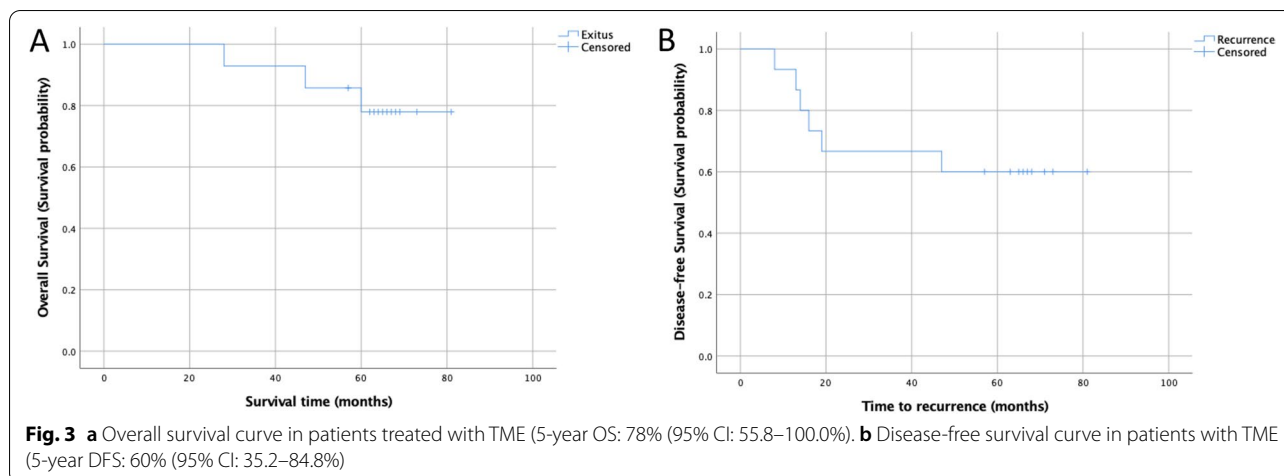 A
Exitus
Censored
Overall Survival (Survival probability)
1.0
0.8
0.6
0.4
0.2
0.0
0 20 40 60 80 100
Survival time (months)
B
Recurrence
Censored
Disease-free Survival (Survival probability)
1.0
0.8
0.6
0.4
0.2
0.0
0 20 40 60 80 100
Time to recurrence (months)
Fig. 3 a Overall survival curve in patients treated with TME (5-year OS: 78% (95% CI: 55.8–100.0%). b Disease-free survival curve in patients with TME
(5-year DFS: 60% (95% CI: 35.2–84.8%)